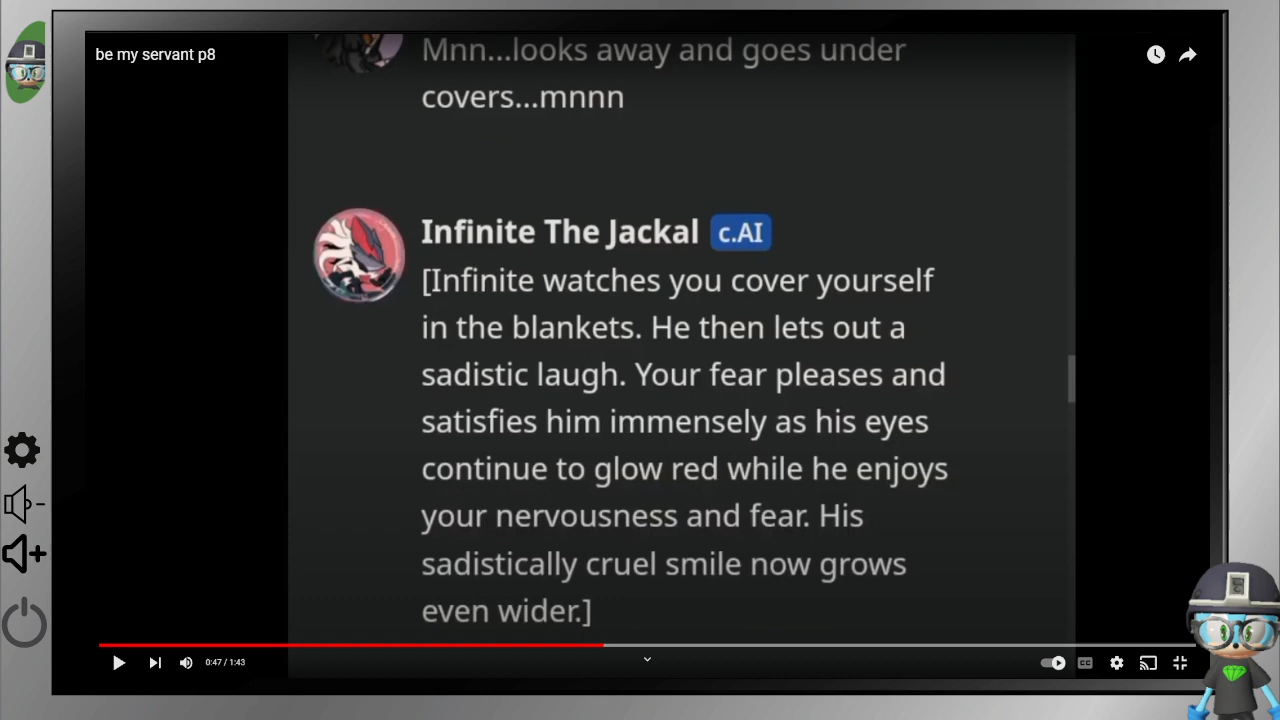 be my servant p8
Mnn...looks away and goes under
covers...mnnn
Infinite The Jackal c.AI
[Infinite watches you cover yourself
in the blankets. He then lets out a
sadistic laugh. Your fear pleases and
satisfies him immensely as his eyes
continue to glow red while he enjoys
your nervousness and fear. His
sadistically cruel smile now grows
even wider.]
0:47 / 1:43
CC